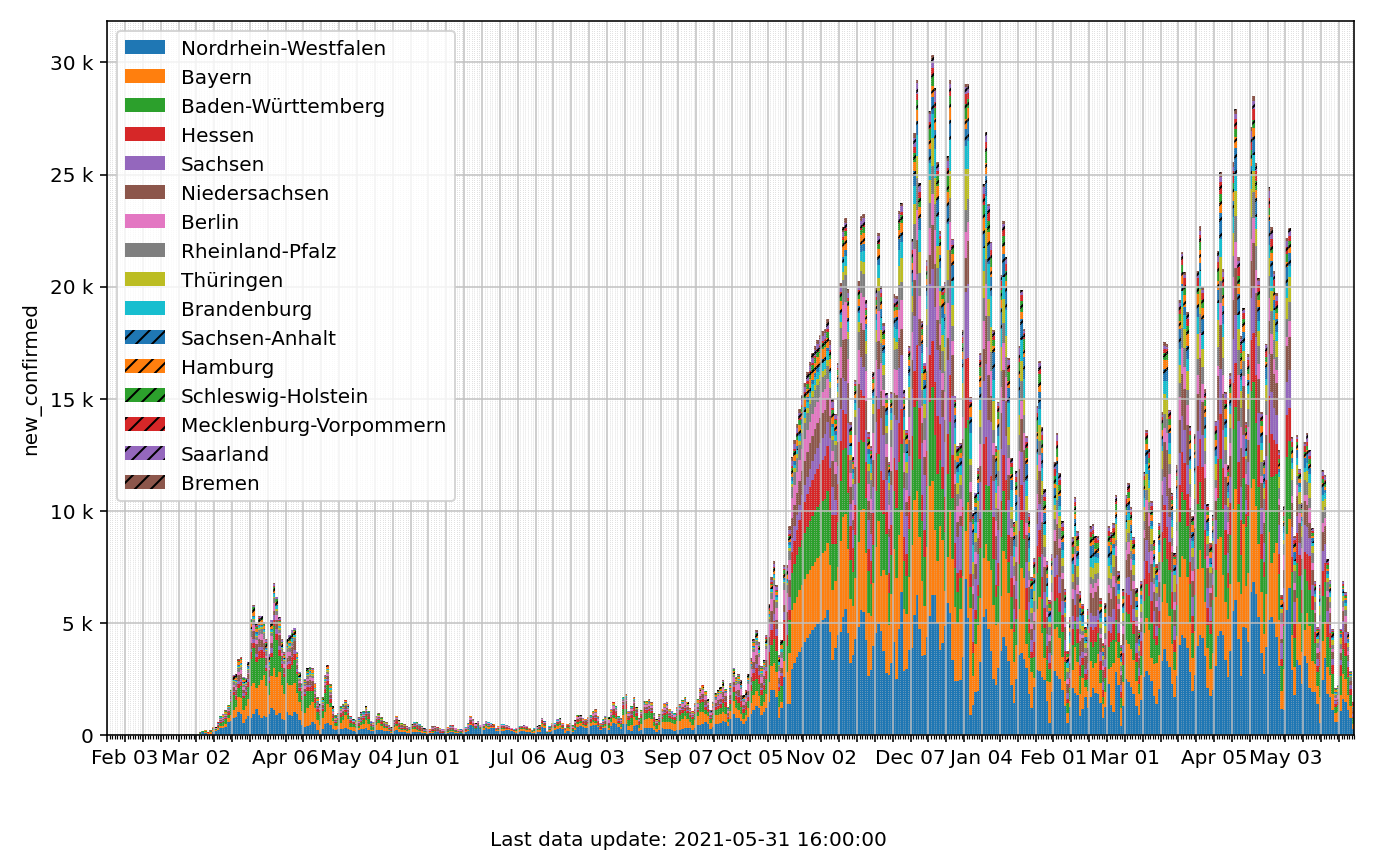 30 k
25 k
20 k
15 k
10 k
5 k
0
new_confirmed
Nordrhein-Westfalen
Bayern
Baden-Württemberg
Hessen
Sachsen
Niedersachsen
Berlin
Rheinland-Pfalz
Thüringen
Brandenburg
Sachsen-Anhalt
Hamburg
Schleswig-Holstein
Mecklenburg-Vorpommern
Saarland
Bremen
Feb 03 Mar 02 Apr 06 May 04 Jun 01 Jul 06 Aug 03 Sep 07 Oct 05 Nov 02 Dec 07 Jan 04 Feb 01 Mar 01 Apr 05 May 03
Last data update: 2021-05-31 16:00:00